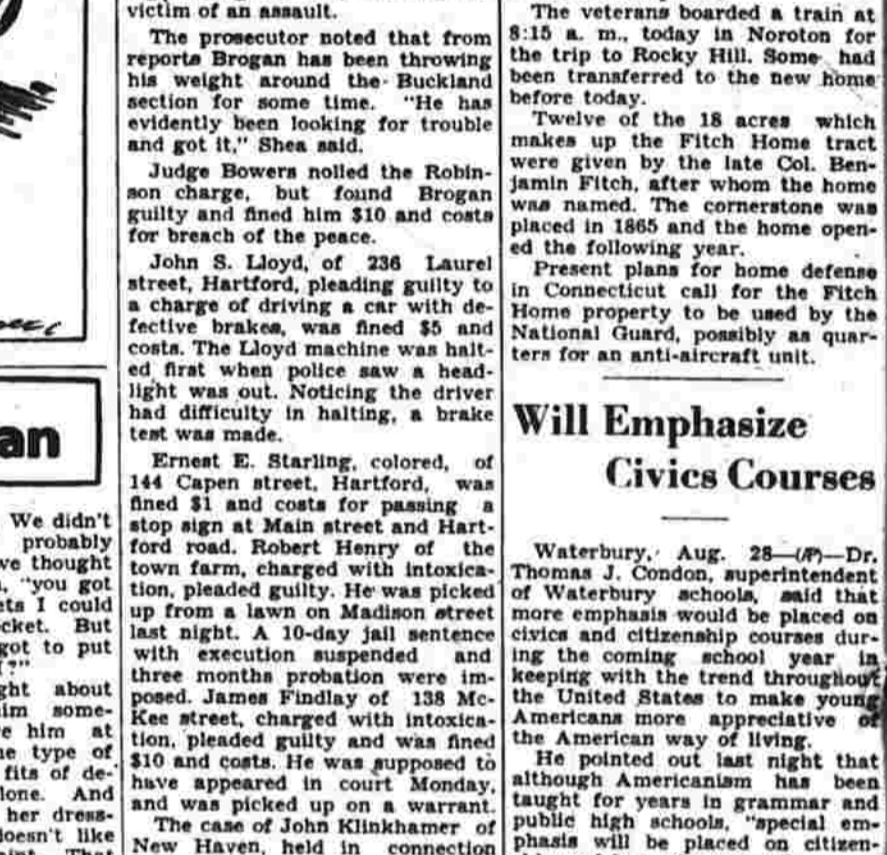 an
We didn't
probably
ve thought
, "you got
ets I could
cket. But
got to put
?"
ght about
im some-
e him at
e type of
fits of de-
lone. And
her dress-
loesn't like
That
victim of an assault.
The prosecutor noted that from
reports Brogan has been throwing
his weight around the Buckland
section for some time. "He has
evidently been looking for trouble
and got it," Shea said.
Judge Bowers nolled the Robin-
son charge, but found Brogan
guilty and fined him $10 and costs
for breach of the peace.
John S. Lloyd, of 236 Laurel
street, Hartford, pleading guilty to
a charge of driving a car with de-
fective brakes, was fined $5 and
costs. The Lloyd machine was halt-
ed first when police saw a head-
light was out. Noticing the driver
had difficulty in halting, a brake
test was made.
Ernest E. Starling, colored, of
144 Capen street, Hartford, was
fined $1 and costs for passing a
stop sign at Main street and Hart-
ford road. Robert Henry of the
town farm, charged with intoxica-
tion, pleaded guilty. He was picked
up from a lawn on Madison street
last night. A 10-day jail sentence
with execution suspended and
three months probation were im-
posed. James Findlay of 138 Mc-
Kee street, charged with intoxica-
tion, pleaded guilty and was fined
$10 and costs. He was supposed to
have appeared in court Monday,
and was picked up on a warrant.
The case of John Klinkhamer of
New Haven, held in connection
The veterans boarded a train at
8:15 a. m., today in Noroton for
the trip to Rocky Hill. Some had
been transferred to the new home
before today.
Twelve of the 18 acres which
makes up the Fitch Home tract
were given by the late Col. Ben-
jamin Fitch, after whom the home
was named. The cornerstone was
placed in 1865 and the home open-
ed the following year.
Present plans for home defense
in Connecticut call for the Fitch
Home property to be used by the
National Guard, possibly as quar-
ters for an anti-aircraft unit.
Will Emphasize
Civics Courses
Waterbury, Aug. 28—(AP)—Dr.
Thomas J. Condon, superintendent
of Waterbury schools, said that
more emphasis would be placed on
civics and citizenship courses dur-
ing the coming school year in
keeping with the trend throughout
the United States to make young
Americans more appreciative of
the American way of living.
He pointed out last night that
although Americanism has been
taught for years in grammar and
public high schools, "special em-
phasis will be placed on citizen-